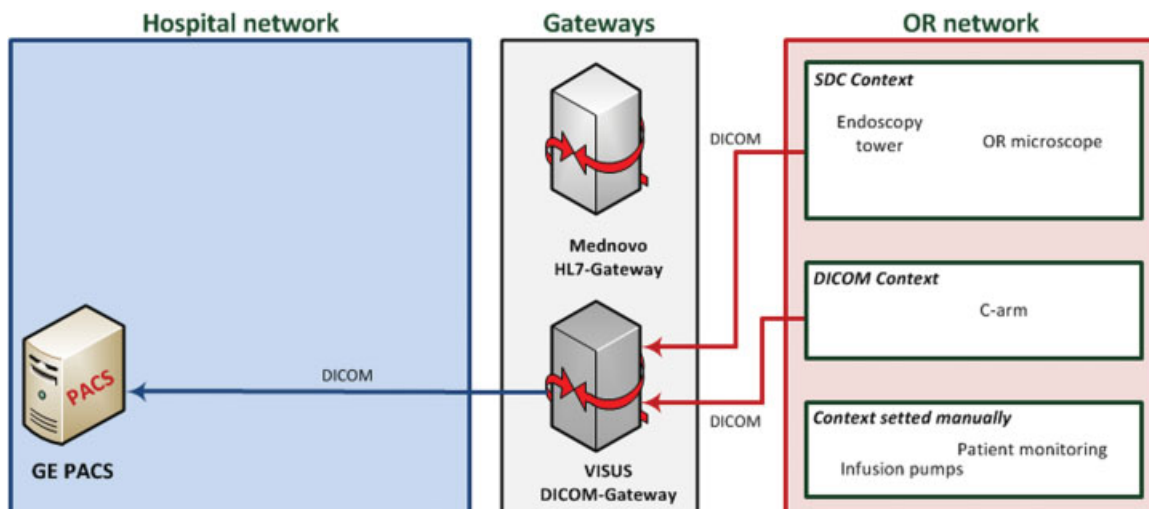 Hospital network
Gateways
OR network
SDC Context
Endoscopy
tower
OR microscope
DICOM
Mednovo
HL7-Gateway
DICOM Context
C-arm
PACS
DICOM
DICOM
Context setted manually
Patient monitoring
Infusion pumps
GE PACS
VISUS
DICOM-Gateway